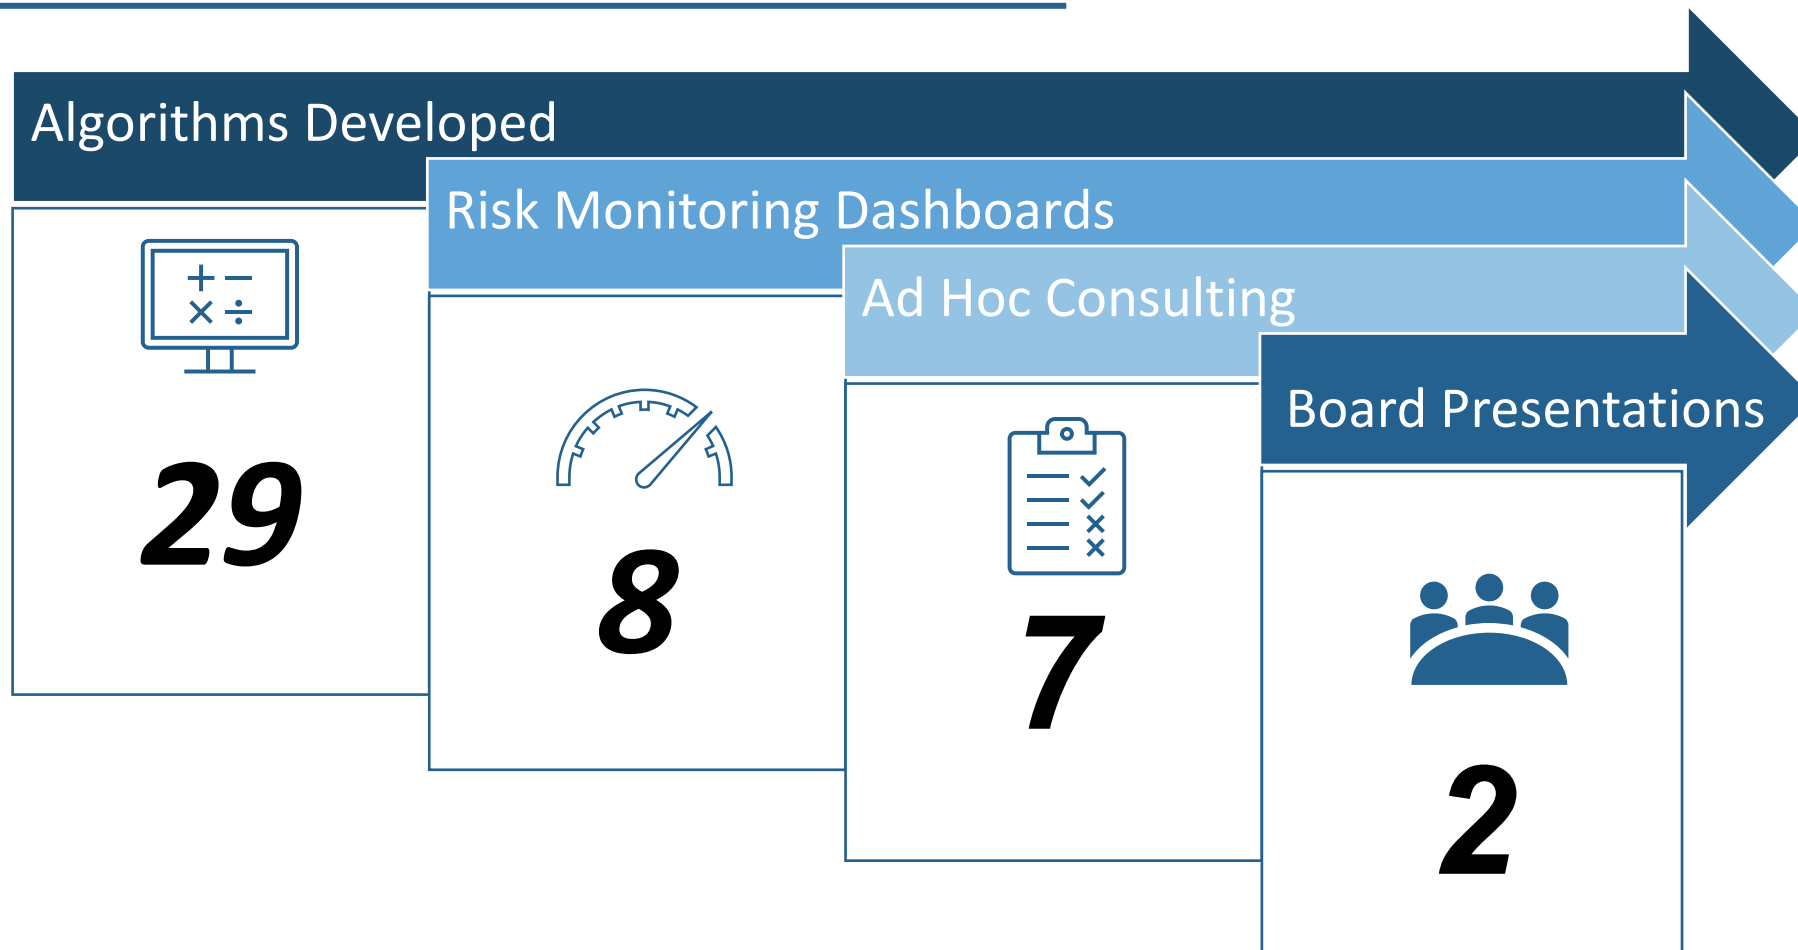 Algorithms Developed
29
Risk Monitoring Dashboards
8
Ad Hoc Consulting
7
Board Presentations
2